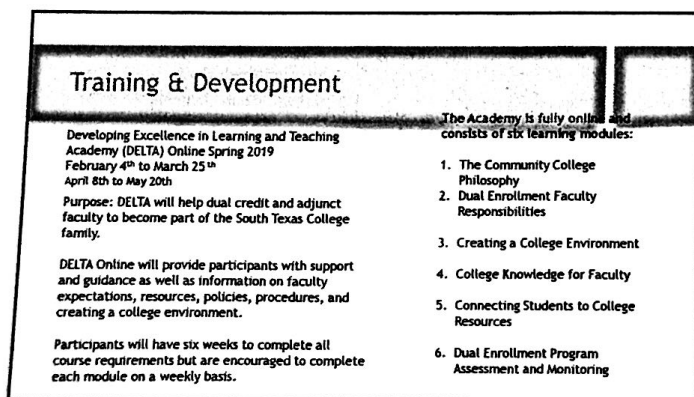 Training & Development
Developing Excellence in Learning and Teaching
Academy (DELTA) Online Spring 2019
February 4th to March 25th
April 8th to May 20th
Purpose: DELTA will help dual credit and adjunct
faculty to become part of the South Texas College
family.
DELTA Online will provide participants with support
and guidance as well as information on faculty
expectations, resources, policies, procedures, and
creating a college environment.
Participants will have six weeks to complete all
course requirements but are encouraged to complete
each module on a weekly basis.
The Academy is fully online and
consists of six learning modules:
1. The Community College
Philosophy
2. Dual Enrollment Faculty
Responsibilities
3. Creating a College Environment
4. College Knowledge for Faculty
5. Connecting Students to College
Resources
6. Dual Enrollment Program
Assessment and Monitoring